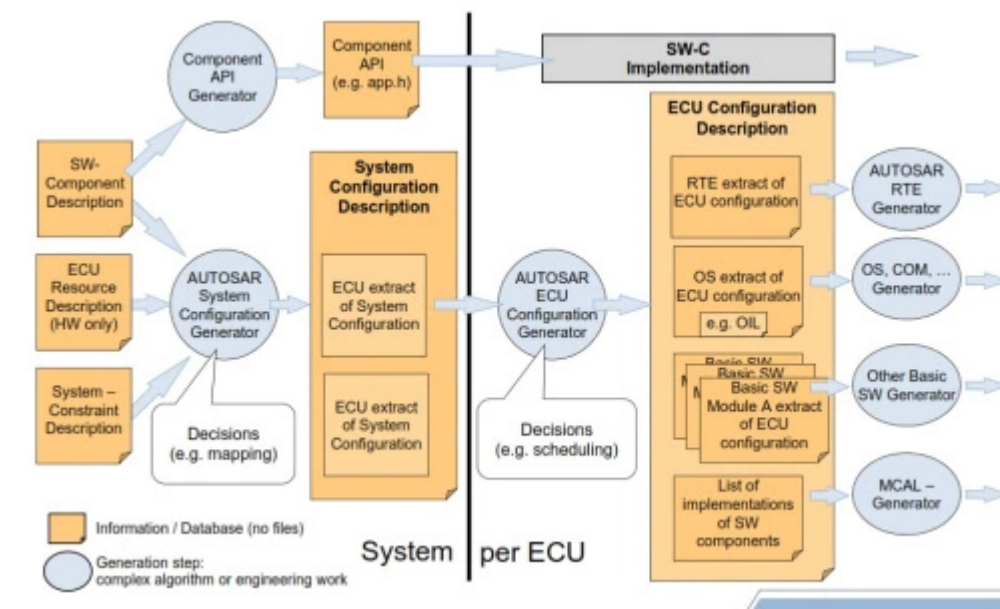 Component
API
Generator
Component
API
(e.g. app.h)
SW-C
Implementation
SW-
Component
Description
ECU
Resource
Description
(HW only)
System –
Constraint
Description
AUTOSAR
System
Configuration
Generator
Decisions
(e.g. mapping)
System
Configuration
Description
ECU extract
of System
Configuration
ECU extract
of System
Configuration
AUTOSAR
ECU
Configuration
Generator
Decisions
(e.g. scheduling)
ECU Configuration
Description
RTE extract of
ECU configuration
OS extract of
ECU configuration
e.g. OIL
Basic SW
Basic SW
Basic SW
Module A extract
of ECU
configuration
List of
implementations
of SW
components
AUTOSAR
RTE
Generator
OS, COM, ...
Generator
Other Basic
SW Generator
MCAL –
Generator
Information / Database (no files)
Generation step:
complex algorithm or engineering work
System
per ECU